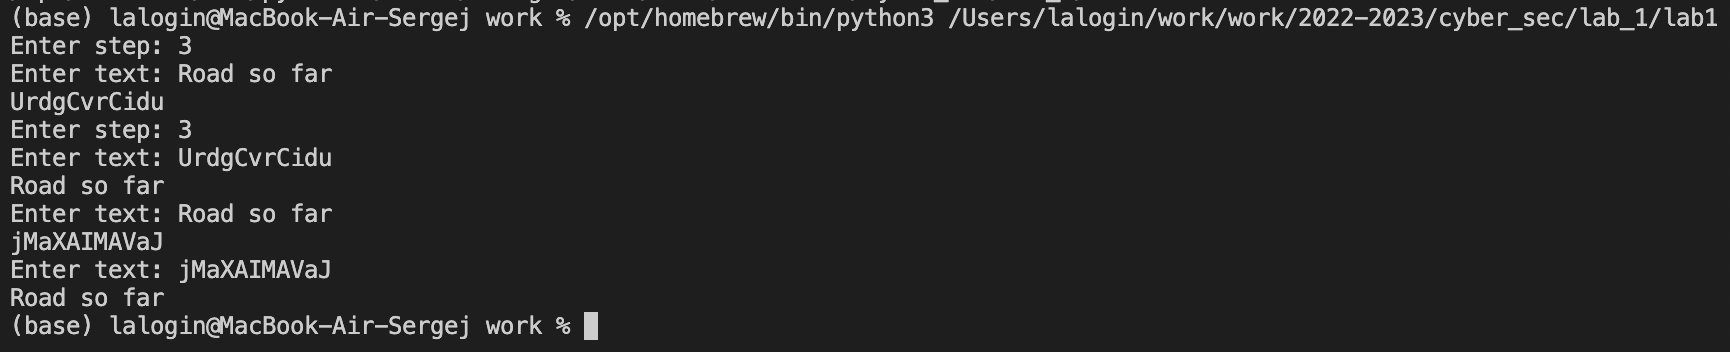 (base) lalogin@MacBook-Air-Sergej work % /opt/homebrew/bin/python3 /Users/lalogin/work/work/2022-2023/cyber_sec/lab_1/lab1
Enter step: 3
Enter text: Road so far
UrdgCvrCidu
Enter step: 3
Enter text: UrdgCvrCidu
Road so far
Enter text: Road so far
jMaXAIMAVaJ
Enter text: jMaXAIMAVaJ
Road so far
(base) lalogin@MacBook-Air-Sergej work %